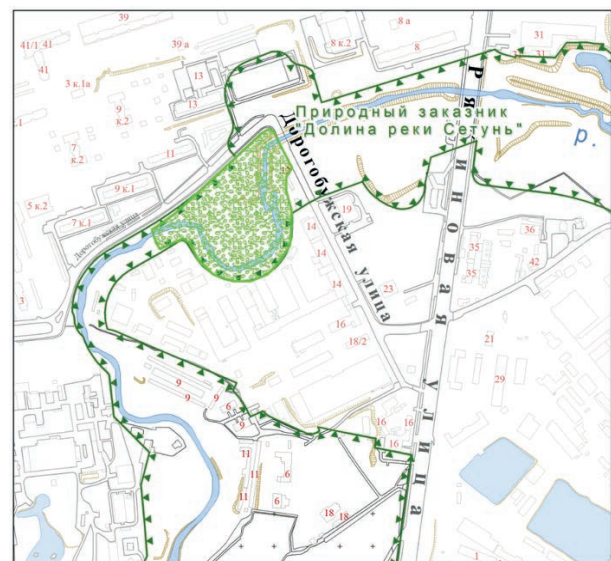 39
41/1
41
41
39 а
8 а
8 к.2
8
31
31
13
13
3 к.1а
9
к.2
Природный заказник
"Долина реки Сетунь"
р.
7
к.2
11
9 к.1
5 к.2
7 к.1
Дорогобужская улица
Дорогобужская улица
Рябиновая улица
19
14
14
14
36
35
35
42
23
3
16
18/2
21
29
9
9
9
6
9
16
16
16
11
11
11
6
6
18
18
1